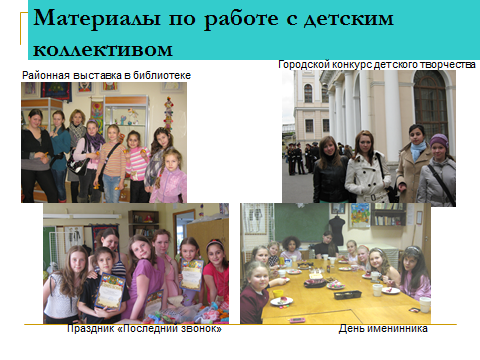 Материалы по работе с детским
коллективом
Городской конкурс детского творчества
Районная выставка в библиотеке
Праздник «Последний звонок»
День именинника